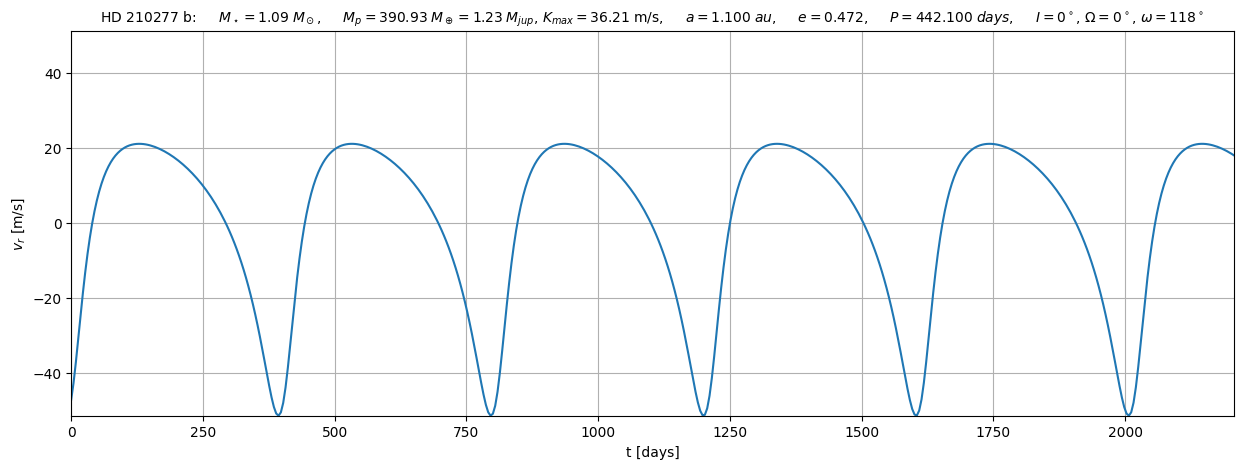 HD 210277 b: M⋆ = 1.09 M⊙, Mp = 390.93 M⊕ = 1.23 Mjup, Kmax = 36.21 m/s, a = 1.100 au, e = 0.472, P = 442.100 days, I = 0°, Ω = 0°, ω = 118°
40
20
0
−20
−40
vr [m/s]
0 250 500 750 1000 1250 1500 1750 2000
t [days]